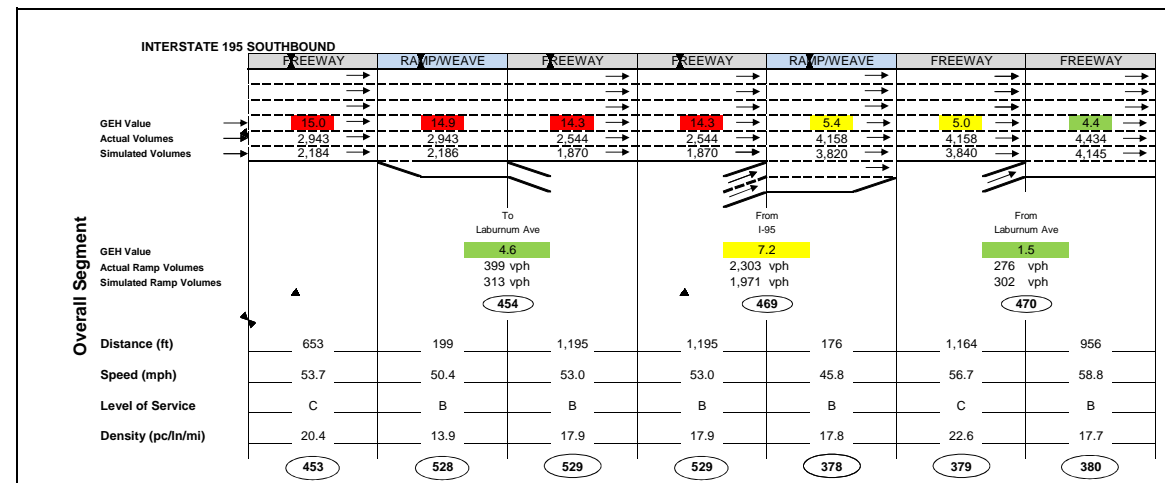 INTERSTATE 195 SOUTHBOUND
FREEWAY RAMP/WEAVE FREEWAY FREEWAY RAMP/WEAVE FREEWAY FREEWAY
GEH Value 15.0 14.9 14.3 14.3 5.4 5.0 4.4
Actual Volumes 2,943 2,943 2,544 2,544 4,158 4,158 4,434
Simulated Volumes 2,184 2,186 1,870 1,870 3,820 3,840 4,145
To From From
Laburnum Ave I-95 Laburnum Ave
GEH Value 4.6 7.2 1.5
Actual Ramp Volumes 399 vph 2,303 vph 276 vph
Simulated Ramp Volumes 313 vph 1,971 vph 302 vph
454 469 470
Overall Segment
Distance (ft) 653 199 1,195 1,195 176 1,164 956
Speed (mph) 53.7 50.4 53.0 53.0 45.8 56.7 58.8
Level of Service C B B B B C B
Density (pc/ln/mi) 20.4 13.9 17.9 17.9 17.8 22.6 17.7
453 528 529 529 378 379 380